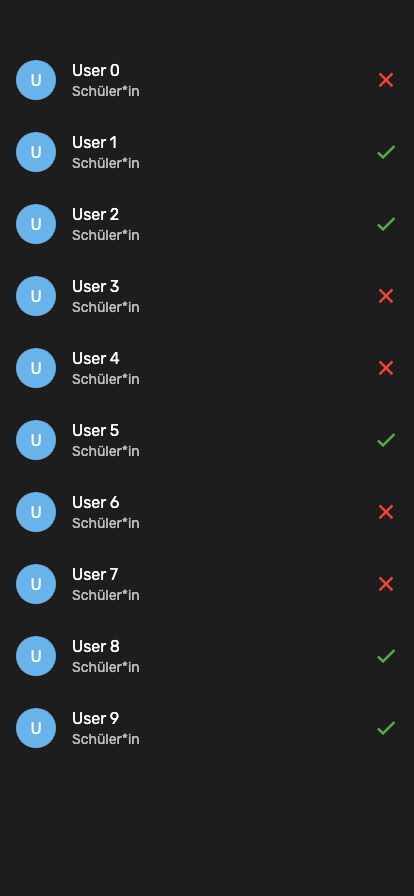 U
User 0
Schüler*in
U
User 1
Schüler*in
U
User 2
Schüler*in
U
User 3
Schüler*in
U
User 4
Schüler*in
U
User 5
Schüler*in
U
User 6
Schüler*in
U
User 7
Schüler*in
U
User 8
Schüler*in
U
User 9
Schüler*in